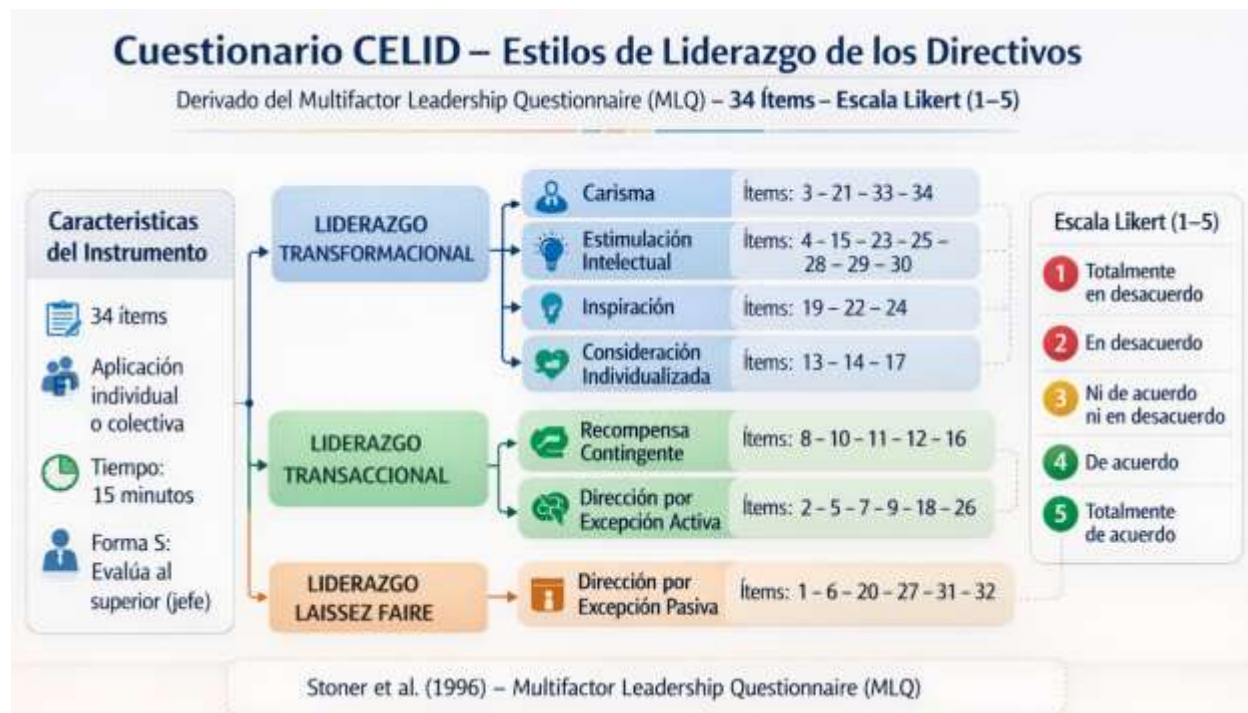 Cuestionario CELID – Estilos de Liderazgo de los Directivos
Derivado del Multifactor Leadership Questionnaire (MLQ) – 34 Ítems – Escala Likert (1–5)
Caracteristicas
del Instrumento
34 ítems
Aplicación
individual
o colectiva
Tiempo:
15 minutos
Forma S:
Evalúa al
superior (jefe)
LIDERAZGO
TRANSFORMACIONAL
Carisma
Ítems: 3 – 21 – 33 – 34
Estimulación
Intelectual
Ítems: 4 – 15 – 23 – 25 –
28 – 29 – 30
Inspiración
Ítems: 19 – 22 – 24
Consideración
Individualizada
Ítems: 13 – 14 – 17
LIDERAZGO
TRANSACCIONAL
Recompensa
Contingente
Ítems: 8 – 10 – 11 – 12 – 16
Dirección por
Excepción Activa
Ítems: 2 – 5 – 7 – 9 – 18 – 26
LIDERAZGO
LAISSEZ FAIRE
Dirección por
Excepción Pasiva
Ítems: 1 – 6 – 20 – 27 – 31 – 32
Escala Likert (1–5)
1 Totalmente
en desacuerdo
2 En desacuerdo
3 Ni de acuerdo
ni en desacuerdo
4 De acuerdo
5 Totalmente
de acuerdo
Stoner et al. (1996) – Multifactor Leadership Questionnaire (MLQ)